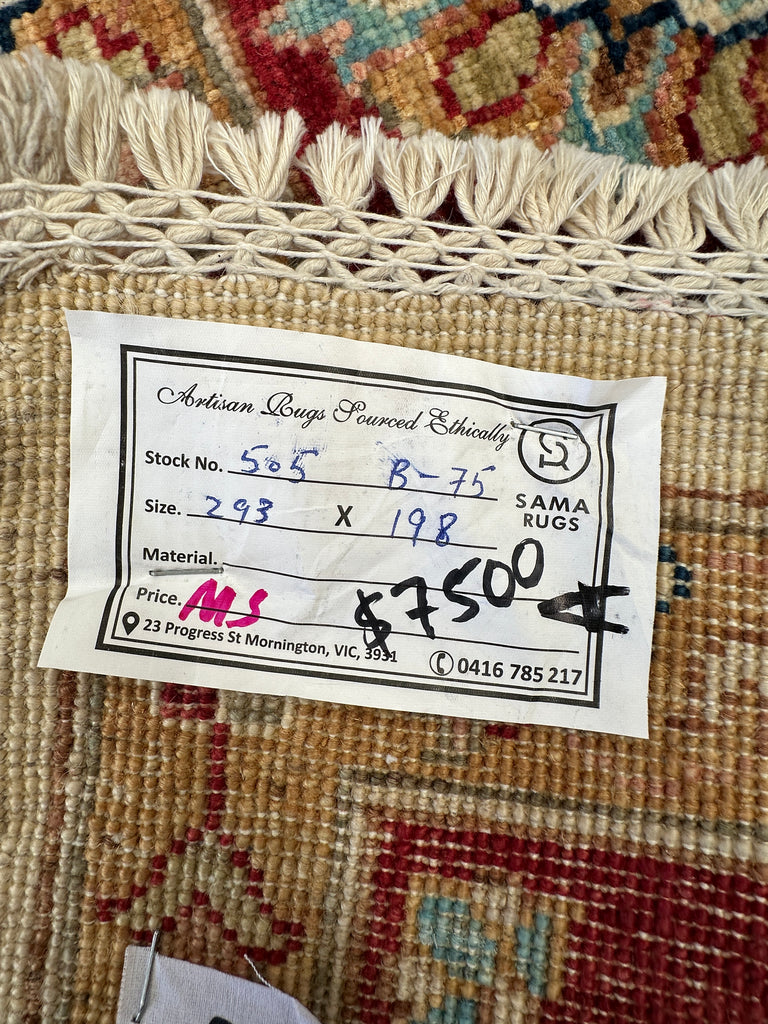 Artisan Rugs Sourced Ethically
SR
Stock No. 505 B-75
SAMA
RUGS
Size. 293 X 198
Material.
$7500 A
Price. MS
23 Progress St Mornington, VIC, 3931
0416 785 217